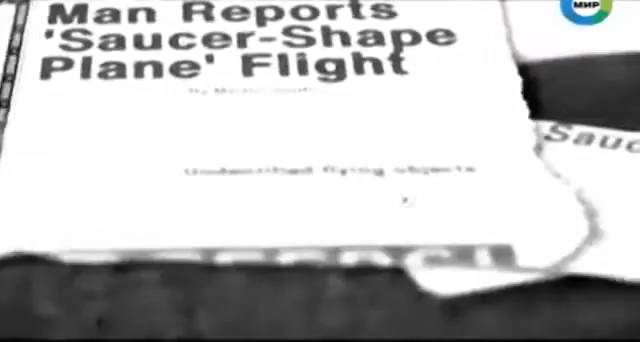 Man Reports
'Saucer-Shape
Plane' Flight
Unidentified flying objects
Sauc
МИР